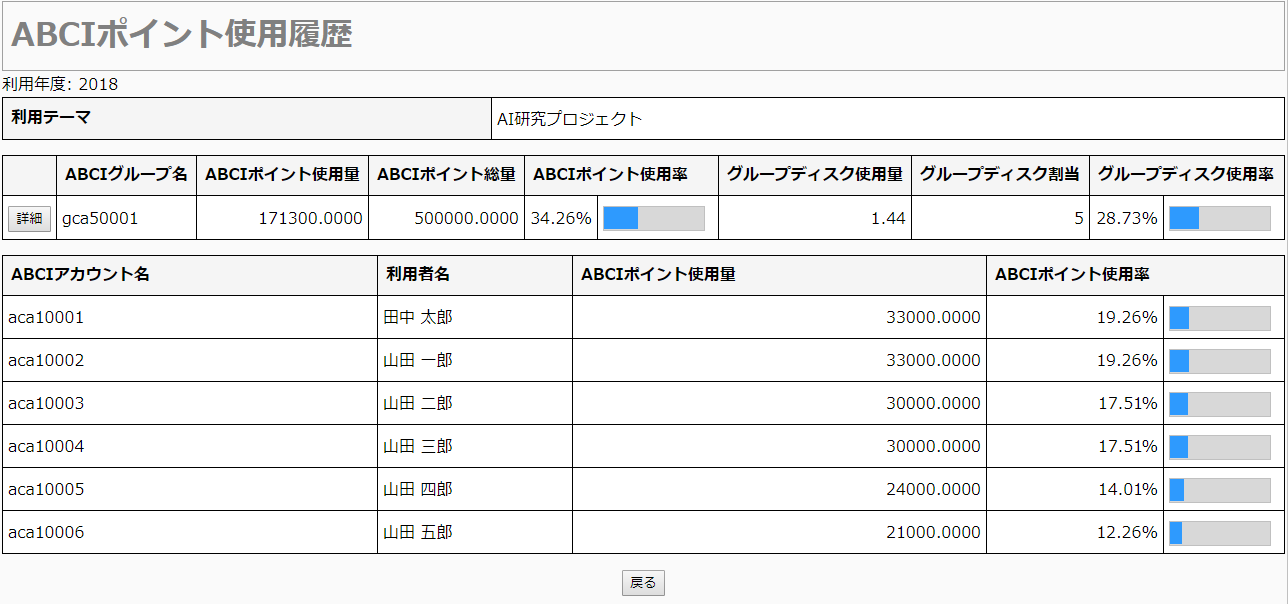 ABCIポイント使用履歴
利用年度: 2018
利用テーマ AI研究プロジェクト
ABCIグループ名 ABCIポイント使用量 ABCIポイント総量 ABCIポイント使用率 グループディスク使用量 グループディスク割当 グループディスク使用率
詳細 gca50001 171300.0000 500000.0000 34.26% 1.44 5 28.73%
ABCIアカウント名 利用者名 ABCIポイント使用量 ABCIポイント使用率
aca10001 田中 太郎 33000.0000 19.26%
aca10002 山田 一郎 33000.0000 19.26%
aca10003 山田 二郎 30000.0000 17.51%
aca10004 山田 三郎 30000.0000 17.51%
aca10005 山田 四郎 24000.0000 14.01%
aca10006 山田 五郎 21000.0000 12.26%
戻る